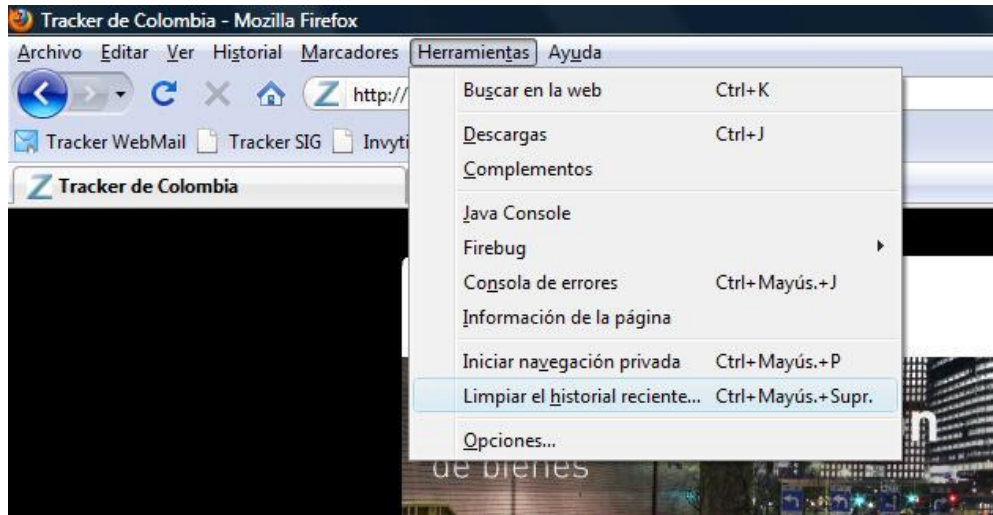 Tracker de Colombia - Mozilla Firefox
Archivo Editar Ver Historial Marcadores Herramientas Ayuda
http://
Tracker WebMail Tracker SIG
Tracker de Colombia
Buscar en la web Ctrl+K
Descargas Ctrl+J
Complementos
Java Console
Firebug
Consola de errores Ctrl+Mayús.+J
Información de la página
Iniciar navegación privada Ctrl+Mayús.+P
Limpiar el historial reciente... Ctrl+Mayús.+Supr.
Opciones...
n
de bienes